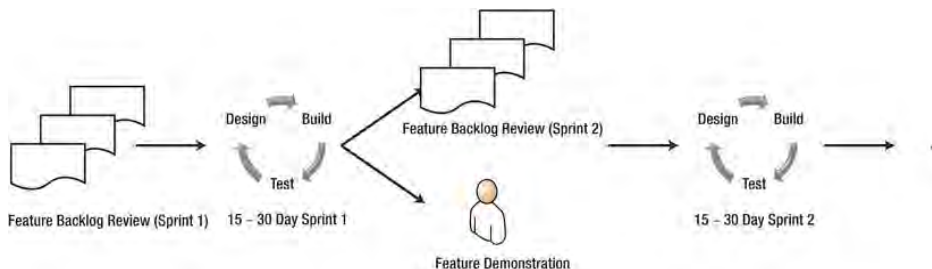 Design
Build
Test
Feature Backlog Review (Sprint 1)
15 – 30 Day Sprint 1
Feature Backlog Review (Sprint 2)
Feature Demonstration
Design
Build
Test
15 – 30 Day Sprint 2